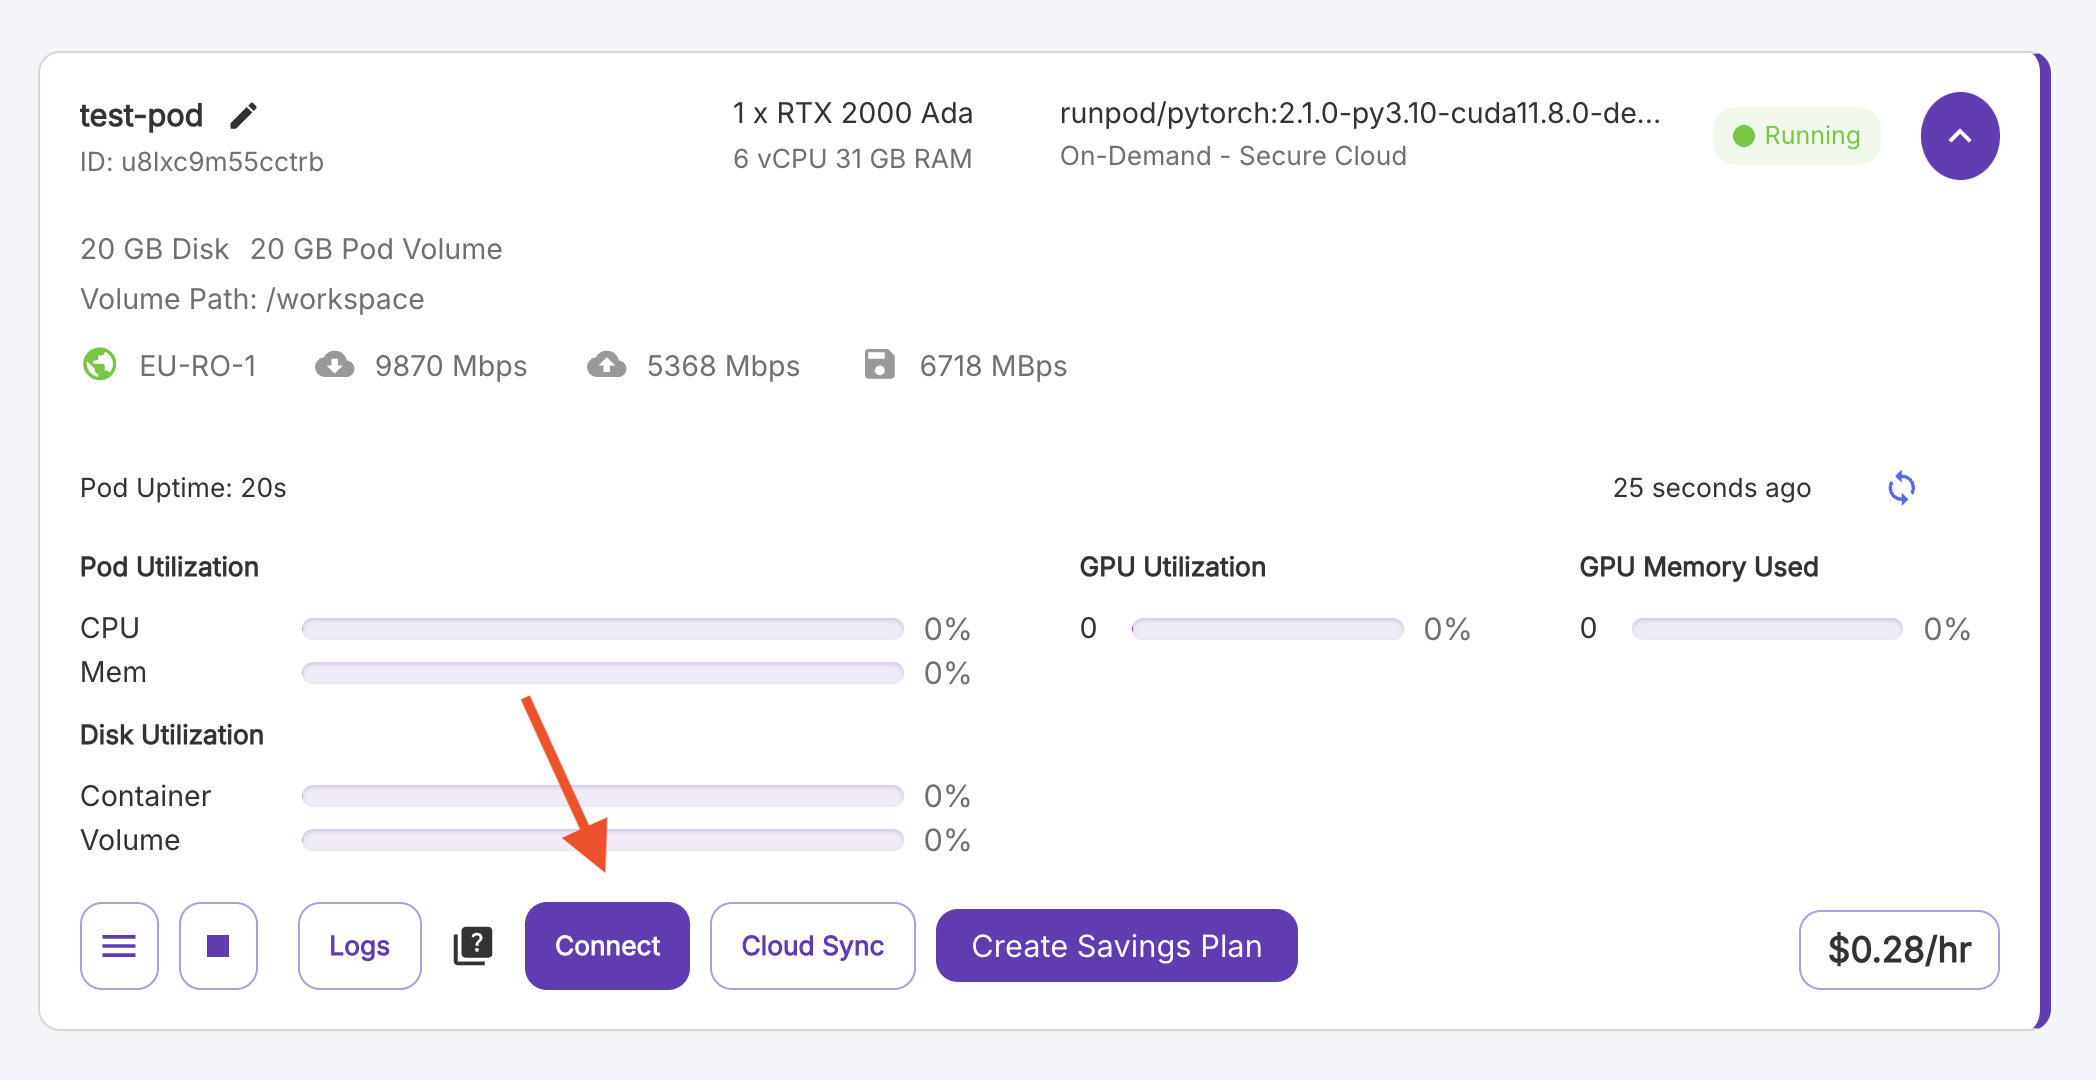 test-pod
ID: u8lxc9m55cctrb
1 x RTX 2000 Ada
6 vCPU 31 GB RAM
runpod/pytorch:2.1.0-py3.10-cuda11.8.0-de...
On-Demand - Secure Cloud
Running
20 GB Disk 20 GB Pod Volume
Volume Path: /workspace
EU-RO-1 9870 Mbps 5368 Mbps 6718 MBps
Pod Uptime: 20s
25 seconds ago
Pod Utilization
CPU 0%
Mem 0%
GPU Utilization
0 0%
GPU Memory Used
0 0%
Disk Utilization
Container 0%
Volume 0%
Logs ? Connect Cloud Sync Create Savings Plan $0.28/hr